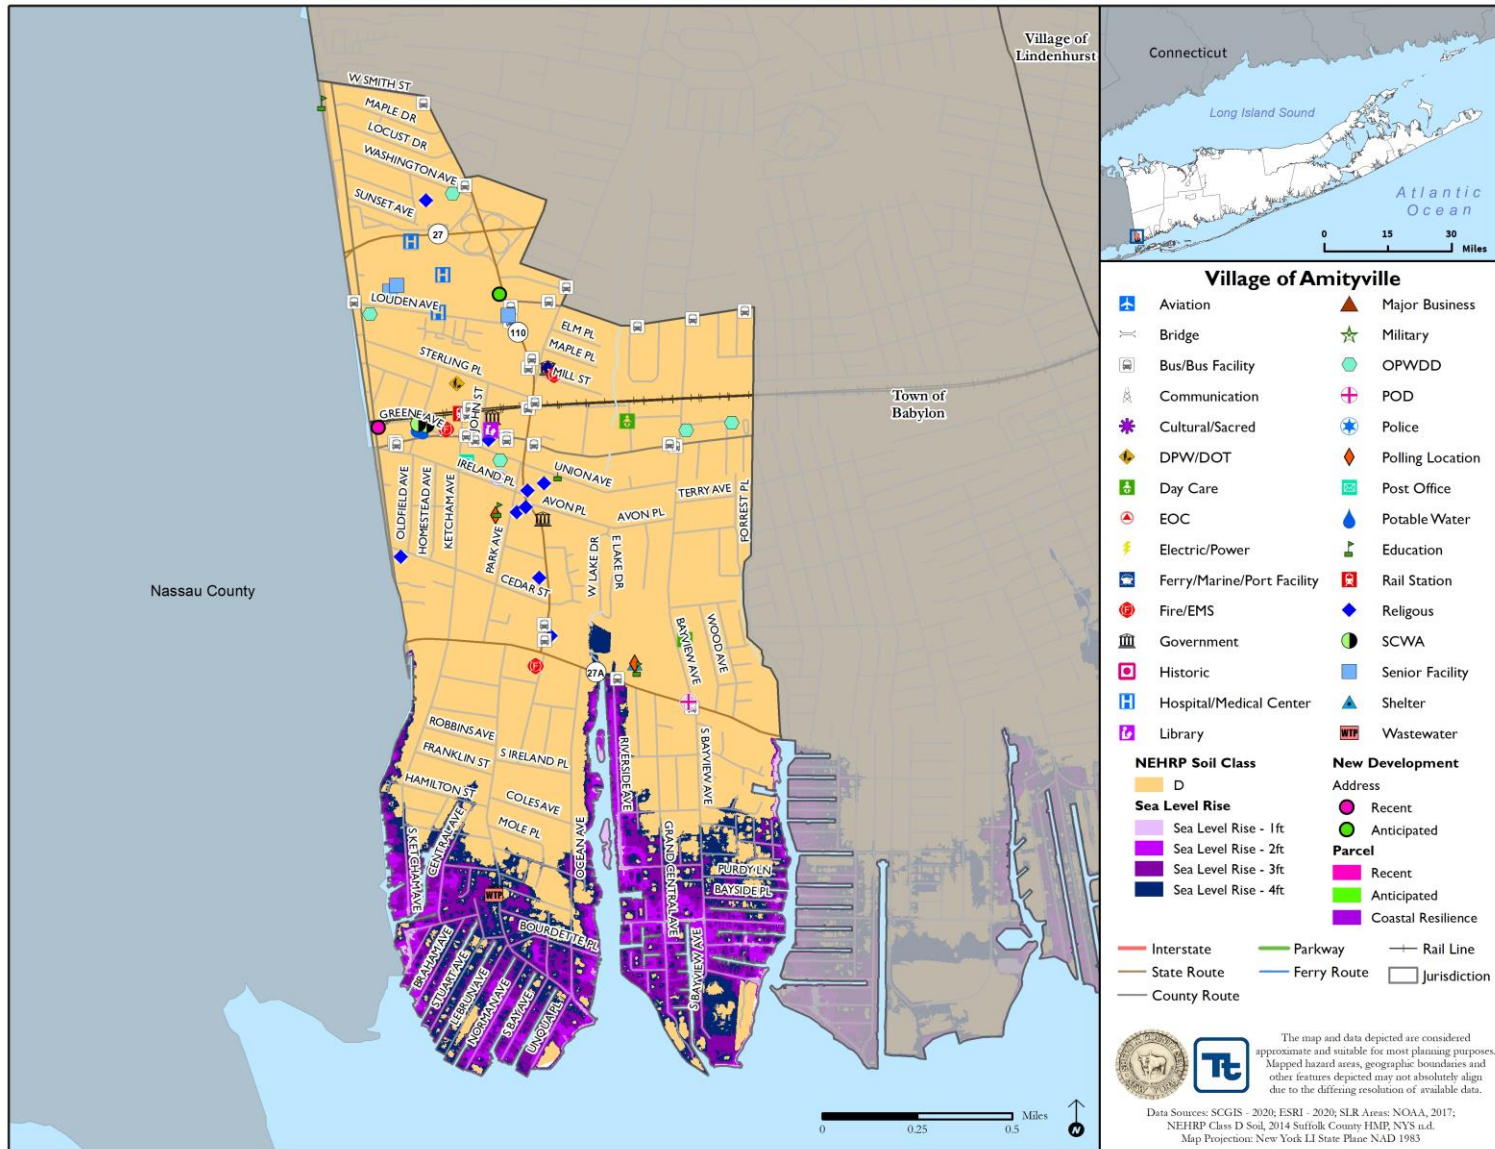 Village of
Lindenhurst
W SMITH ST
MAPLE DR
LOCUST DR
WASHINGTON AVE
SUNSET AVE
27
H
H
LOUDEN AVE
H
110
ELM PL
MAPLE PL
MILL ST
STERLING PL
JOHN ST
GREENE AVE
Town of
Babylon
IRELAND PL
UNION AVE
TERRY AVE
AVON PL
AVON PL
OLDFIELD AVE
HOMESTEAD AVE
KETCHAM AVE
PARK AVE
FORREST PL
CEDAR ST
W LAKE DR
E LAKE DR
Nassau County
BAYVIEW AVE
WOOD AVE
27A
ROBBINS AVE
FRANKLIN ST
S IRELAND PL
HAMILTON ST
COLES AVE
MOLE PL
S KETCHAM AVE
CENTRAL AVE
OCEAN AVE
RIVERSIDE AVE
S BAYVIEW AVE
GRAND CENTRAL AVE
PURDY LN
BAYSIDE PL
WTP
BOURDETTE PL
S BAYVIEW AVE
BRAHAM AVE
STUART AVE
LEBRUN AVE
NORMAN AVE
S BAY AVE
UNQUA PL
0 0.25 0.5 Miles
N
Connecticut
Long Island Sound
Atlantic
Ocean
0 15 30
Miles
Village of Amityville
Aviation
Bridge
Bus/Bus Facility
Communication
Cultural/Sacred
DPW/DOT
Day Care
EOC
Electric/Power
Ferry/Marine/Port Facility
Fire/EMS
Government
Historic
Hospital/Medical Center
Library
Major Business
Military
OPWDD
POD
Police
Polling Location
Post Office
Potable Water
Education
Rail Station
Religous
SCWA
Senior Facility
Shelter
WTP Wastewater
NEHRP Soil Class
D
Sea Level Rise
Sea Level Rise - 1ft
Sea Level Rise - 2ft
Sea Level Rise - 3ft
Sea Level Rise - 4ft
New Development
Address
Recent
Anticipated
Parcel
Recent
Anticipated
Coastal Resilience
Interstate
State Route
County Route
Parkway
Ferry Route
Rail Line
Jurisdiction
Tt
The map and data depicted are considered
approximate and suitable for most planning purposes.
Mapped hazard areas, geographic boundaries and
other features depicted may not absolutely align
due to the differing resolution of available data.
Data Sources: SCGIS - 2020; ESRI - 2020; SLR Areas: NOAA, 2017;
NEHRP Class D Soil, 2014 Suffolk County HMP, NYS n.d.
Map Projection: New York LI State Plane NAD 1983